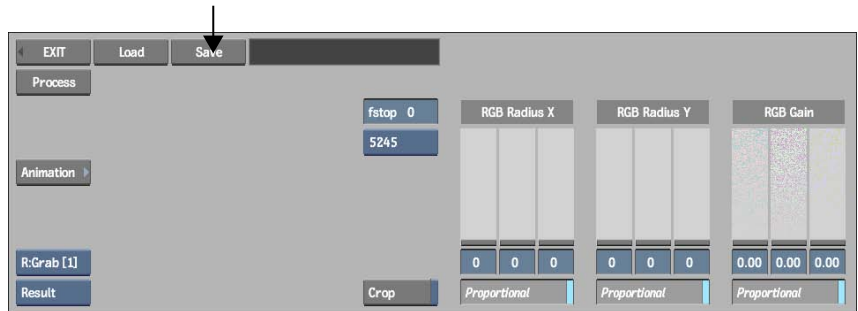 EXIT Load Save
Process
fstop 0 RGB Radius X RGB Radius Y RGB Gain
5245
Animation
R:Grab [1] 0 0 0 0 0 0 0.00 0.00 0.00
Result Crop Proportional Proportional Proportional